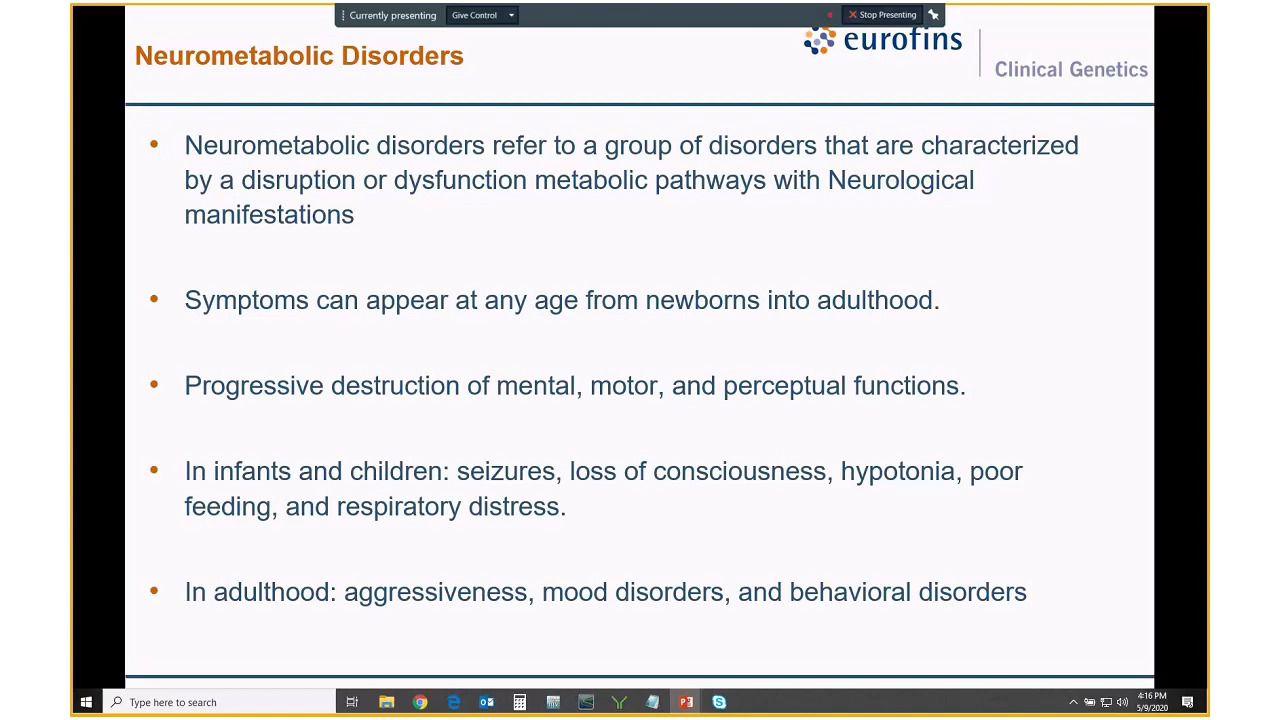 Currently presenting Give Control Stop Presenting
Neurometabolic Disorders
eurofins
Clinical Genetics
• Neurometabolic disorders refer to a group of disorders that are characterized
by a disruption or dysfunction metabolic pathways with Neurological
manifestations
• Symptoms can appear at any age from newborns into adulthood.
• Progressive destruction of mental, motor, and perceptual functions.
• In infants and children: seizures, loss of consciousness, hypotonia, poor
feeding, and respiratory distress.
• In adulthood: aggressiveness, mood disorders, and behavioral disorders
Type here to search
4:16 PM
5/9/2020